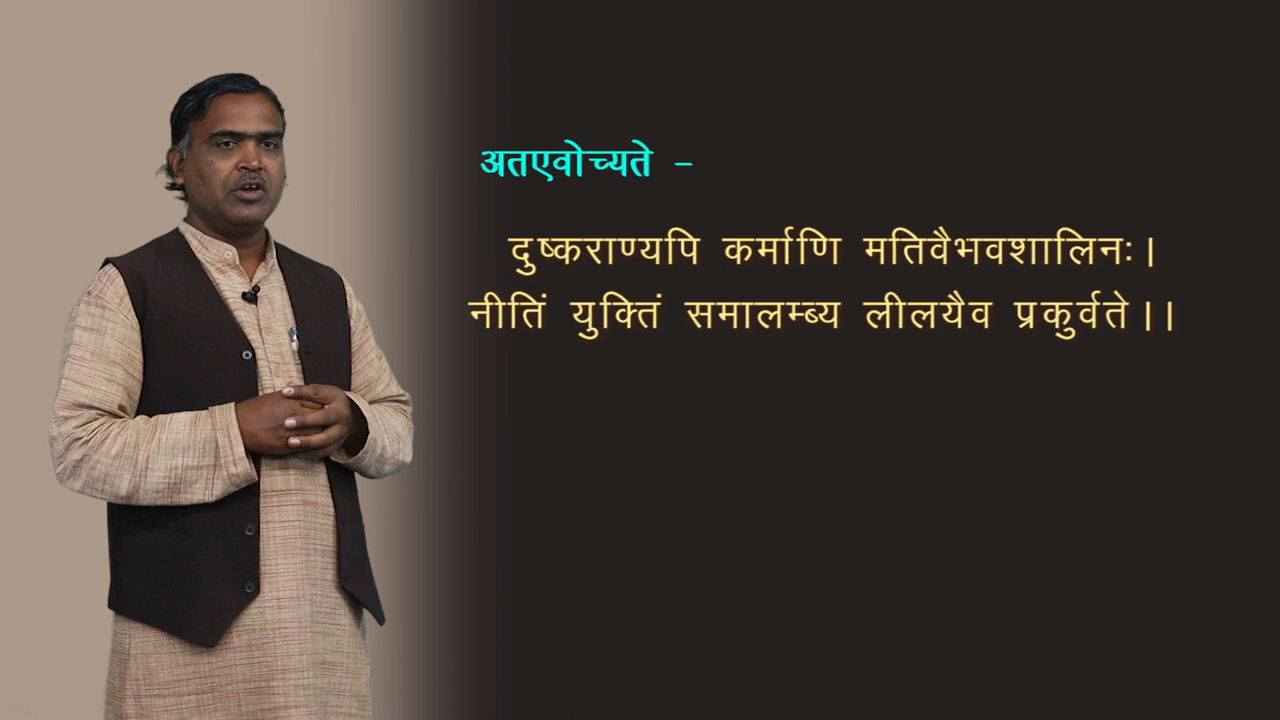 अतएवोच्यते –
दुष्कराण्यपि कर्माणि मतिवैभवशालिनः।
नीतिं युक्तिं समालम्ब्य लीलयैव प्रकुर्वते।।